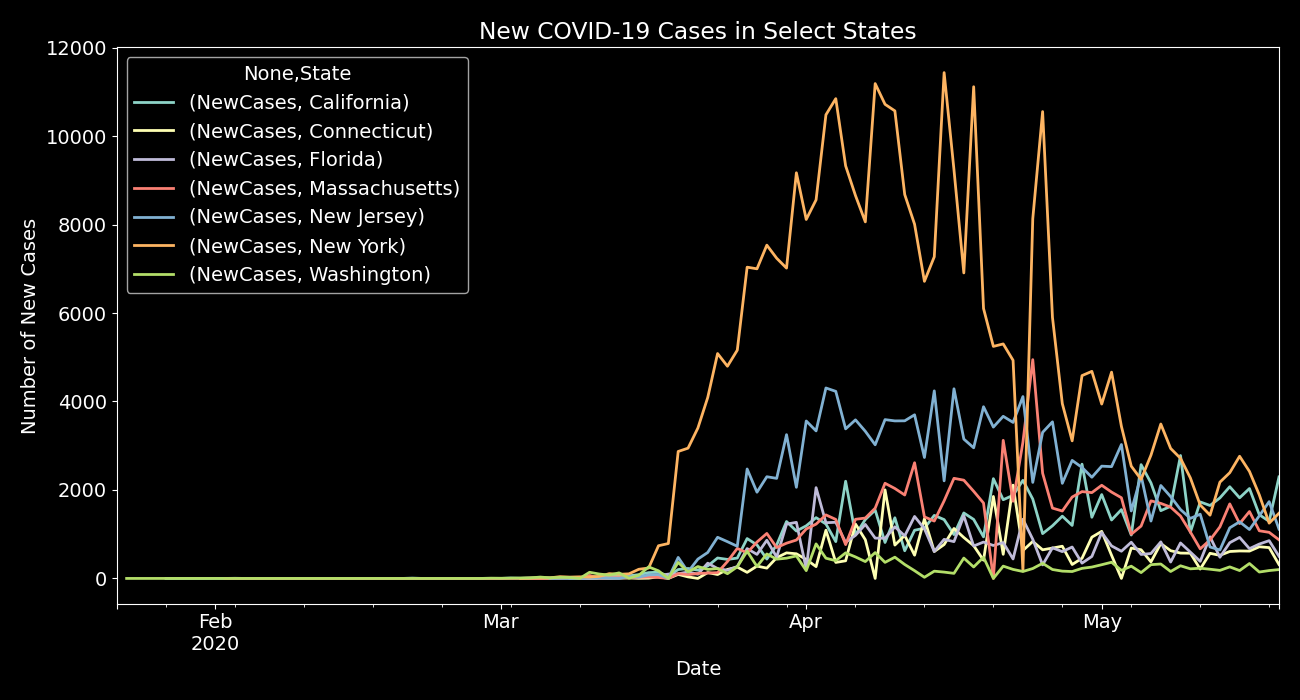 New COVID-19 Cases in Select States
12000
10000
8000
6000
4000
2000
0
Number of New Cases
None,State
(NewCases, California)
(NewCases, Connecticut)
(NewCases, Florida)
(NewCases, Massachusetts)
(NewCases, New Jersey)
(NewCases, New York)
(NewCases, Washington)
Feb Mar Apr May
2020
Date